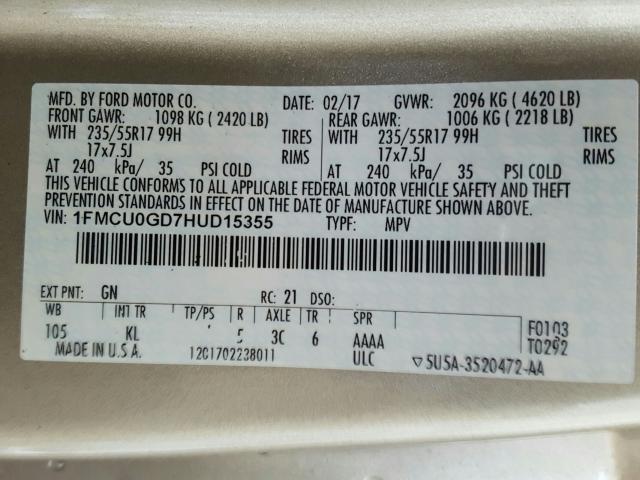 MFD. BY FORD MOTOR CO. DATE: 02/17 GVWR: 2096 KG ( 4620 LB)
FRONT GAWR: 1098 KG ( 2420 LB) REAR GAWR: 1006 KG ( 2218 LB)
WITH 235/55R17 99H TIRES WITH 235/55R17 99H TIRES
17x7.5J RIMS 17x7.5J RIMS
AT 240 kPa/ 35 PSI COLD AT 240 kPa/ 35 PSI COLD
THIS VEHICLE CONFORMS TO ALL APPLICABLE FEDERAL MOTOR VEHICLE SAFETY AND THEFT
PREVENTION STANDARDS IN EFFECT ON THE DATE OF MANUFACTURE SHOWN ABOVE.
VIN: 1FMCU0GD7HUD15355 TYPE: MPV
EXT PNT: GN RC: 21 DSO:
WB INT TR TP/PS R AXLE TR SPR
105 KL 5 3C 6 AAAA F0103
MADE IN U.S.A. 12C1702238011 ULC T0292
▽5U5A-3520472-AA